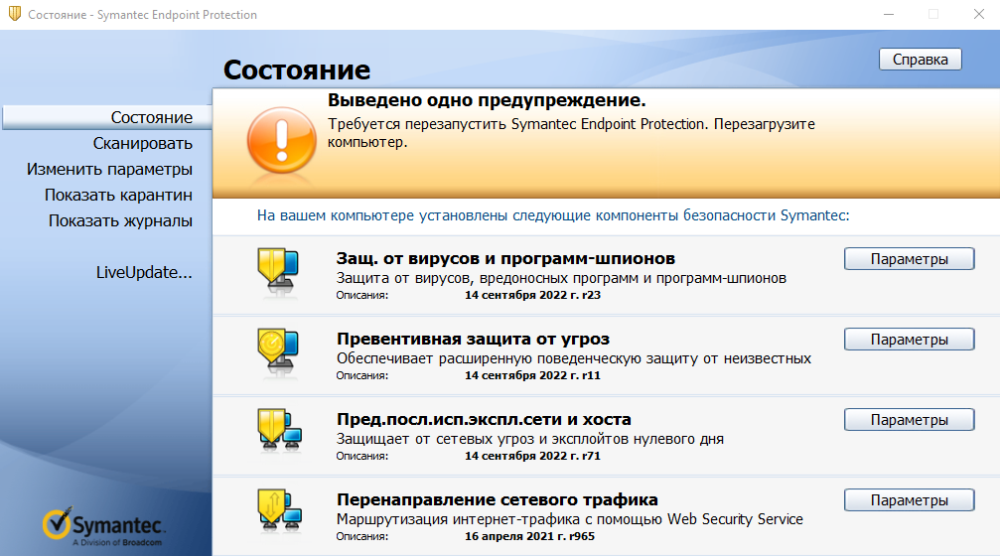 Состояние - Symantec Endpoint Protection
Состояние
Справка
Выведено одно предупреждение.
Требуется перезапустить Symantec Endpoint Protection. Перезагрузите
компьютер.
Состояние
Сканировать
Изменить параметры
Показать карантин
Показать журналы
LiveUpdate...
На вашем компьютере установлены следующие компоненты безопасности Symantec:
Защ. от вирусов и программ-шпионов
Параметры
Защита от вирусов, вредоносных программ и программ-шпионов
Описания: 14 сентября 2022 г. r23
Превентивная защита от угроз
Параметры
Обеспечивает расширенную поведенческую защиту от неизвестных
Описания: 14 сентября 2022 г. r11
Пред.посл.исп.экспл.сети и хоста
Параметры
Защищает от сетевых угроз и эксплойтов нулевого дня
Описания: 14 сентября 2022 г. r71
Перенаправление сетевого трафика
Параметры
Маршрутизация интернет-трафика с помощью Web Security Service
Описания: 16 апреля 2021 г. r965
Symantec.
A Division of Broadcom